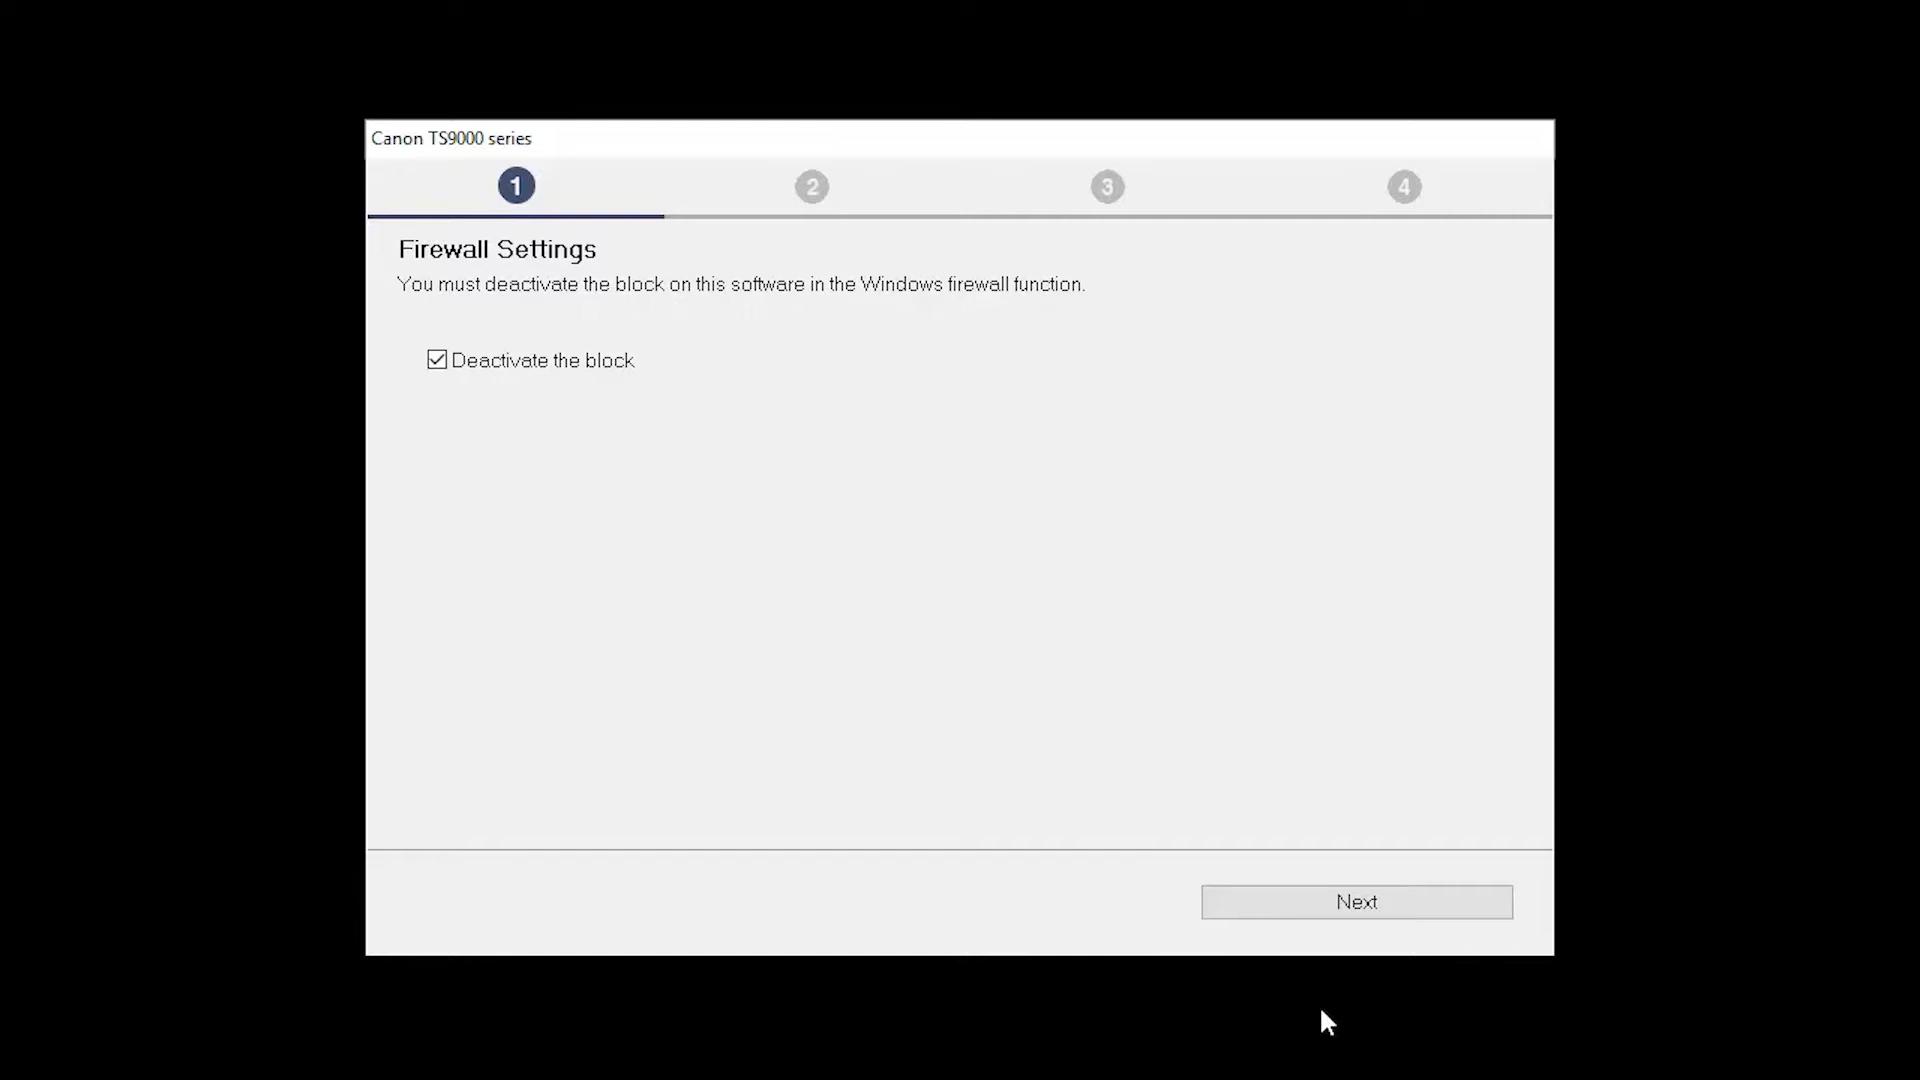 Canon TS9000 series
1 2 3 4
Firewall Settings
You must deactivate the block on this software in the Windows firewall function.
Deactivate the block
Next